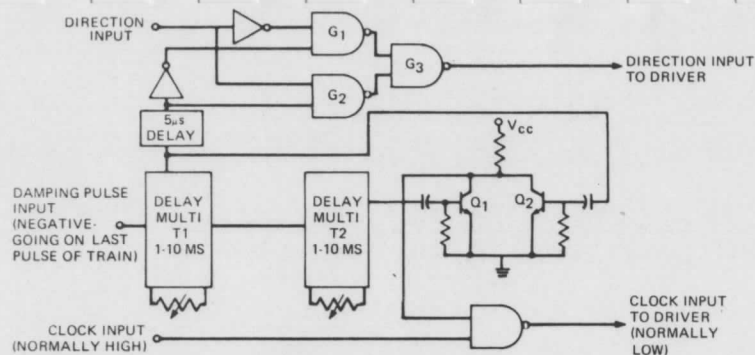 DIRECTION
INPUT
G1
G2
G3
DIRECTION INPUT
TO DRIVER
5μs
DELAY
Vcc
DAMPING PULSE
INPUT
(NEGATIVE-
GOING ON LAST
PULSE OF TRAIN)
DELAY
MULTI
T1
1-10 MS
DELAY
MULTI
T2
1-10 MS
Q1
Q2
CLOCK INPUT
(NORMALLY HIGH)
CLOCK INPUT
TO DRIVER
(NORMALLY
LOW)